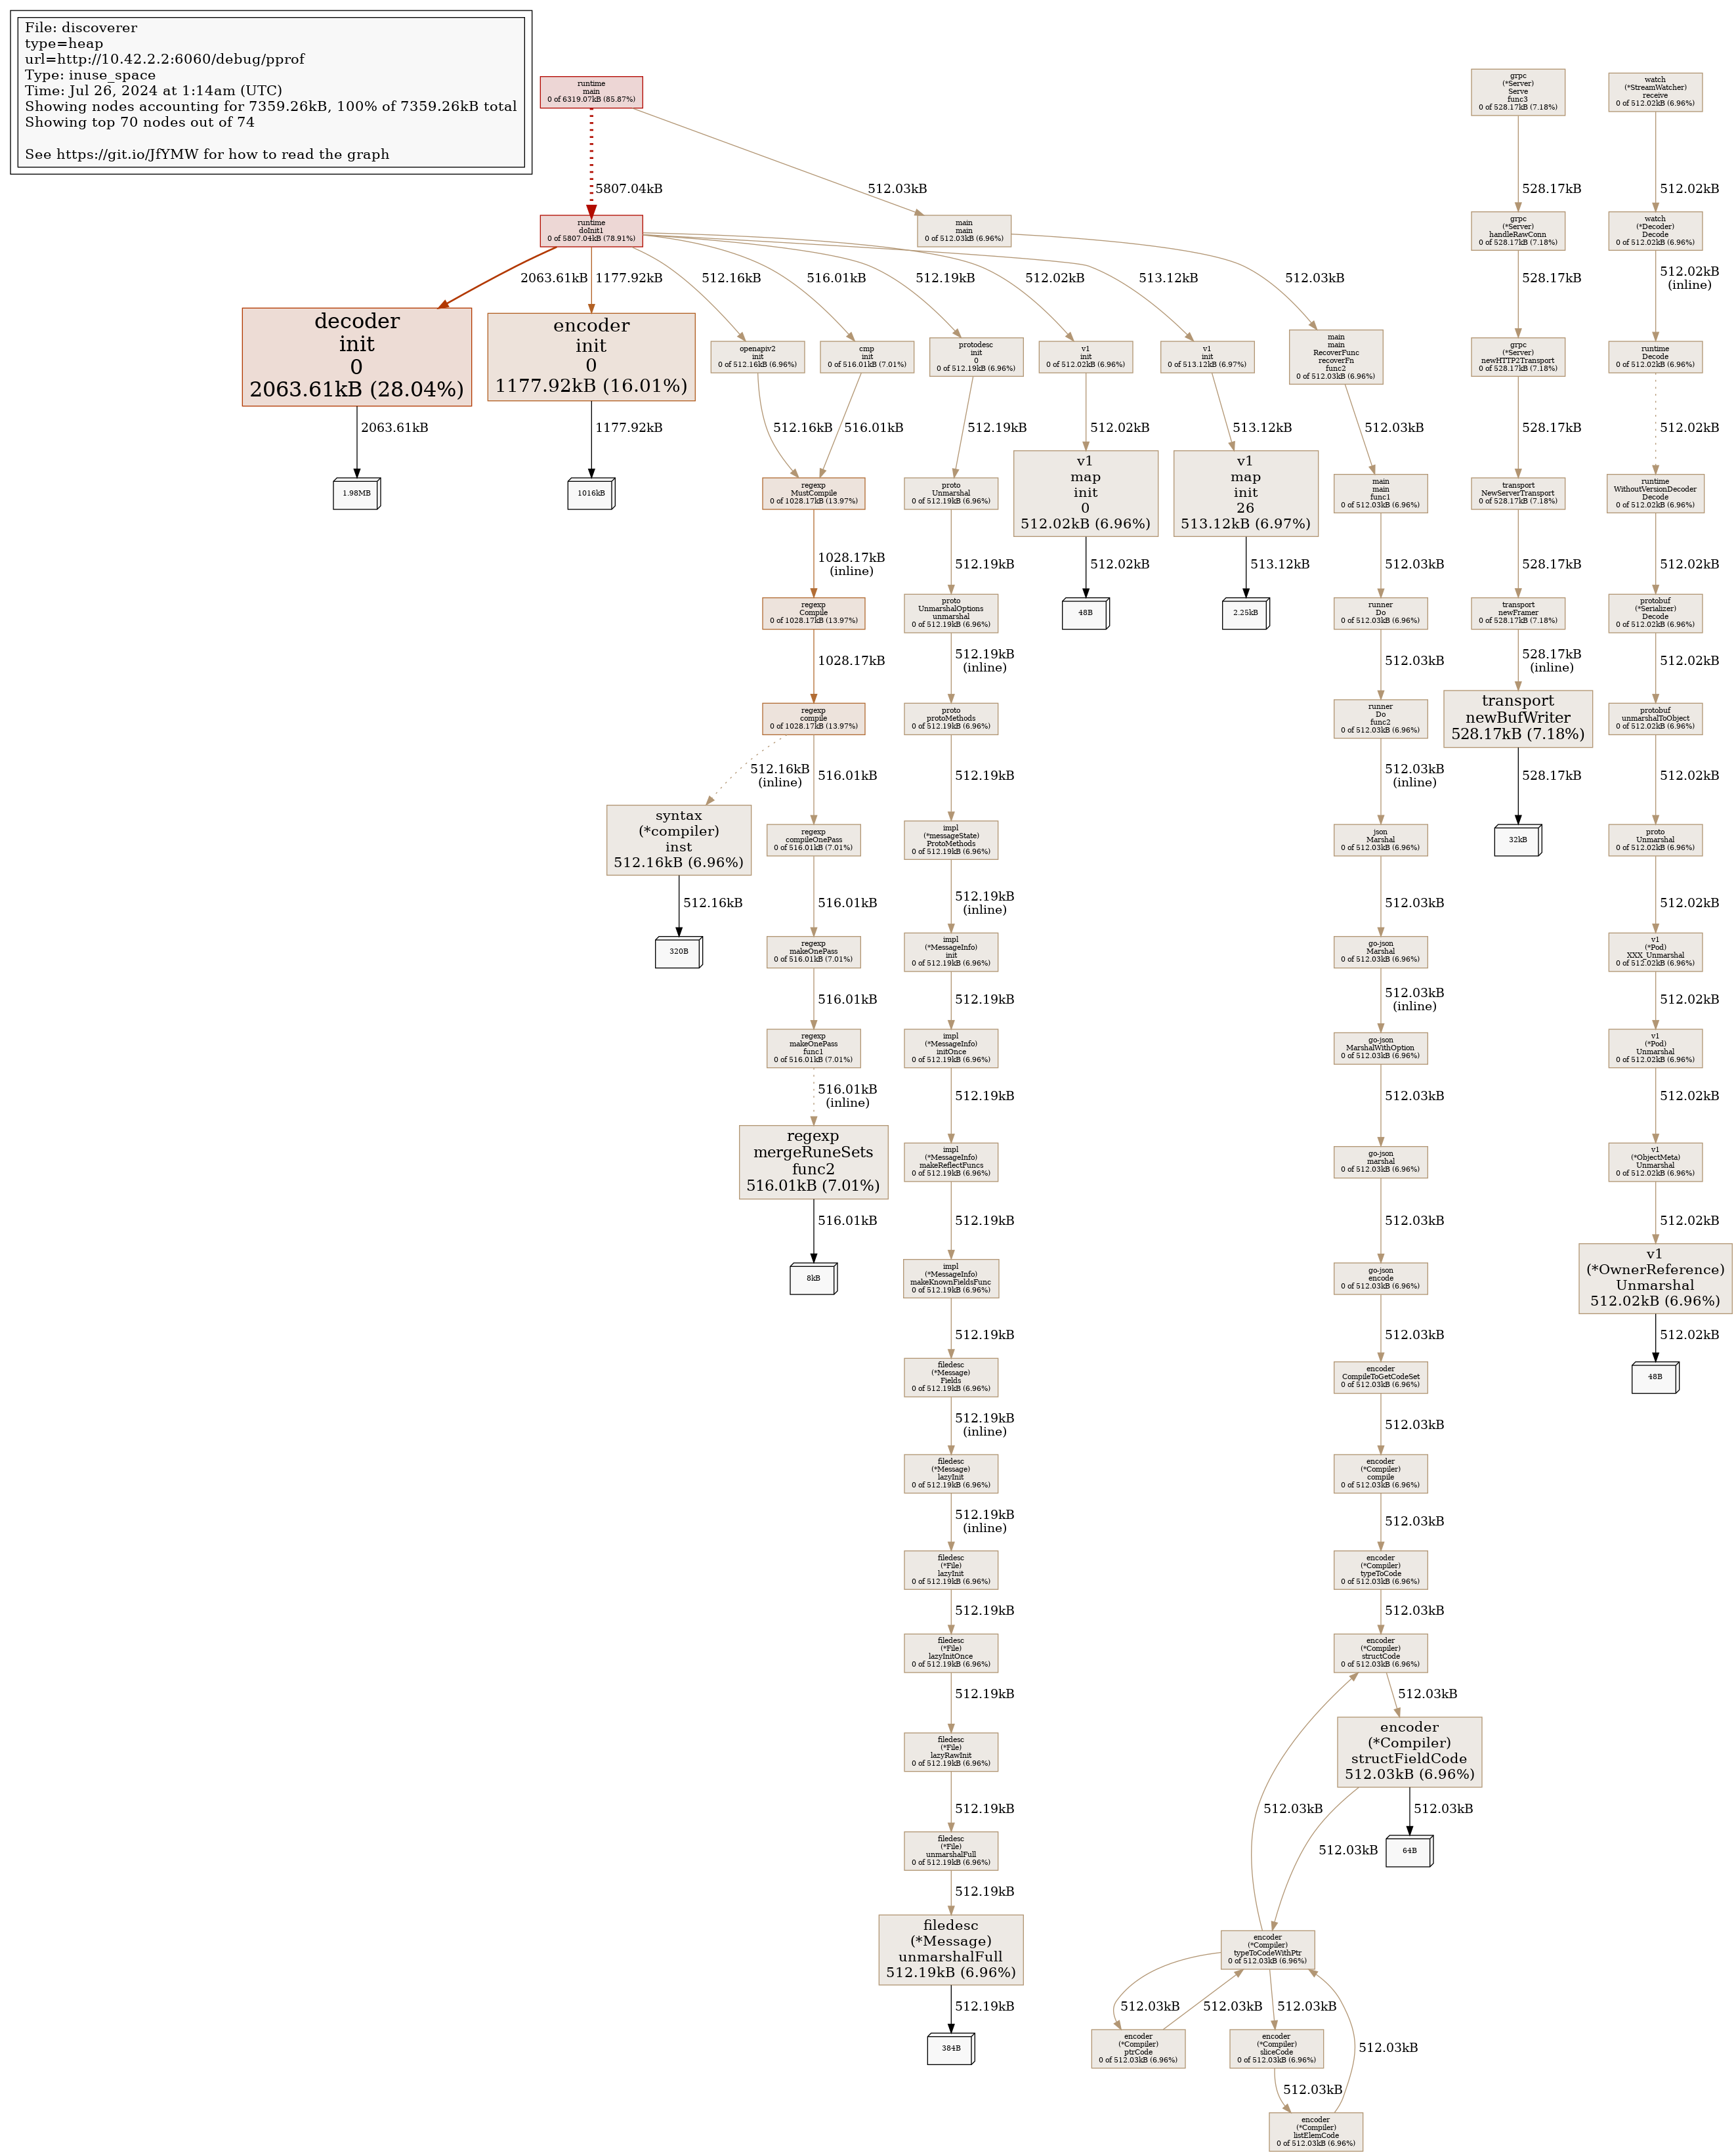 File: discoverer
type=heap
url=http://10.42.2.2:6060/debug/pprof
Type: inuse_space
Time: Jul 26, 2024 at 1:14am (UTC)
Showing nodes accounting for 7359.26kB, 100% of 7359.26kB total
Showing top 70 nodes out of 74
See https://git.io/JfYMW for how to read the graph
runtime
main
0 of 6319.07kB (85.87%)
grpc
(*Server)
Serve
func3
0 of 528.17kB (7.18%)
watch
(*StreamWatcher)
receive
0 of 512.02kB (6.96%)
5807.04kB
512.03kB
528.17kB
512.02kB
runtime
doInit1
0 of 5807.04kB (78.91%)
main
main
0 of 512.03kB (6.96%)
grpc
(*Server)
handleRawConn
0 of 528.17kB (7.18%)
watch
(*Decoder)
Decode
0 of 512.02kB (6.96%)
2063.61kB
1177.92kB
512.16kB
516.01kB
512.19kB
512.02kB
513.12kB
512.03kB
528.17kB
512.02kB
(inline)
decoder
init
0
2063.61kB (28.04%)
encoder
init
0
1177.92kB (16.01%)
openapiv2
init
0 of 512.16kB (6.96%)
cmp
init
0 of 516.01kB (7.01%)
protodesc
init
0
0 of 512.19kB (6.96%)
v1
init
0 of 512.02kB (6.96%)
v1
init
0 of 513.12kB (6.97%)
main
main
RecoverFunc
recoverFn
func2
0 of 512.03kB (6.96%)
grpc
(*Server)
newHTTP2Transport
0 of 528.17kB (7.18%)
runtime
Decode
0 of 512.02kB (6.96%)
2063.61kB
1177.92kB
512.16kB
516.01kB
512.19kB
512.02kB
513.12kB
512.03kB
528.17kB
512.02kB
1.98MB
1016kB
regexp
MustCompile
0 of 1028.17kB (13.97%)
proto
Unmarshal
0 of 512.19kB (6.96%)
v1
map
init
0
512.02kB (6.96%)
v1
map
init
26
513.12kB (6.97%)
main
main
func1
0 of 512.03kB (6.96%)
transport
NewServerTransport
0 of 528.17kB (7.18%)
runtime
WithoutVersionDecoder
Decode
0 of 512.02kB (6.96%)
1028.17kB
(inline)
512.19kB
512.02kB
513.12kB
512.03kB
528.17kB
512.02kB
regexp
Compile
0 of 1028.17kB (13.97%)
proto
UnmarshalOptions
unmarshal
0 of 512.19kB (6.96%)
48B
2.25kB
runner
Do
0 of 512.03kB (6.96%)
transport
newFramer
0 of 528.17kB (7.18%)
protobuf
(*Serializer)
Decode
0 of 512.02kB (6.96%)
1028.17kB
512.19kB
(inline)
512.03kB
528.17kB
(inline)
512.02kB
regexp
compile
0 of 1028.17kB (13.97%)
proto
protoMethods
0 of 512.19kB (6.96%)
runner
Do
func2
0 of 512.03kB (6.96%)
transport
newBufWriter
528.17kB (7.18%)
protobuf
unmarshalToObject
0 of 512.02kB (6.96%)
512.16kB
(inline)
516.01kB
512.19kB
512.03kB
(inline)
528.17kB
512.02kB
syntax
(*compiler)
inst
512.16kB (6.96%)
regexp
compileOnePass
0 of 516.01kB (7.01%)
impl
(*messageState)
ProtoMethods
0 of 512.19kB (6.96%)
json
Marshal
0 of 512.03kB (6.96%)
32kB
proto
Unmarshal
0 of 512.02kB (6.96%)
512.16kB
516.01kB
512.19kB
(inline)
512.03kB
512.02kB
320B
regexp
makeOnePass
0 of 516.01kB (7.01%)
impl
(*MessageInfo)
init
0 of 512.19kB (6.96%)
go-json
Marshal
0 of 512.03kB (6.96%)
v1
(*Pod)
XXX_Unmarshal
0 of 512.02kB (6.96%)
516.01kB
512.19kB
512.03kB
(inline)
512.02kB
regexp
makeOnePass
func1
0 of 516.01kB (7.01%)
impl
(*MessageInfo)
initOnce
0 of 512.19kB (6.96%)
go-json
MarshalWithOption
0 of 512.03kB (6.96%)
v1
(*Pod)
Unmarshal
0 of 512.02kB (6.96%)
516.01kB
(inline)
512.19kB
512.03kB
512.02kB
regexp
mergeRuneSets
func2
516.01kB (7.01%)
impl
(*MessageInfo)
makeReflectFuncs
0 of 512.19kB (6.96%)
go-json
marshal
0 of 512.03kB (6.96%)
v1
(*ObjectMeta)
Unmarshal
0 of 512.02kB (6.96%)
516.01kB
512.19kB
512.03kB
512.02kB
8kB
impl
(*MessageInfo)
makeKnownFieldsFunc
0 of 512.19kB (6.96%)
go-json
encode
0 of 512.03kB (6.96%)
v1
(*OwnerReference)
Unmarshal
512.02kB (6.96%)
512.19kB
512.03kB
512.02kB
filedesc
(*Message)
Fields
0 of 512.19kB (6.96%)
encoder
CompileToGetCodeSet
0 of 512.03kB (6.96%)
48B
512.19kB
(inline)
512.03kB
filedesc
(*Message)
lazyInit
0 of 512.19kB (6.96%)
encoder
(*Compiler)
compile
0 of 512.03kB (6.96%)
512.19kB
(inline)
512.03kB
filedesc
(*File)
lazyInit
0 of 512.19kB (6.96%)
encoder
(*Compiler)
typeToCode
0 of 512.03kB (6.96%)
512.19kB
512.03kB
filedesc
(*File)
lazyInitOnce
0 of 512.19kB (6.96%)
encoder
(*Compiler)
structCode
0 of 512.03kB (6.96%)
512.19kB
512.03kB
filedesc
(*File)
lazyRawInit
0 of 512.19kB (6.96%)
encoder
(*Compiler)
structFieldCode
512.03kB (6.96%)
512.19kB
512.03kB
512.03kB
512.03kB
filedesc
(*File)
unmarshalFull
0 of 512.19kB (6.96%)
64B
512.19kB
filedesc
(*Message)
unmarshalFull
512.19kB (6.96%)
encoder
(*Compiler)
typeToCodeWithPtr
0 of 512.03kB (6.96%)
512.19kB
512.03kB
512.03kB
512.03kB
384B
encoder
(*Compiler)
ptrCode
0 of 512.03kB (6.96%)
encoder
(*Compiler)
sliceCode
0 of 512.03kB (6.96%)
512.03kB
512.03kB
encoder
(*Compiler)
listElemCode
0 of 512.03kB (6.96%)